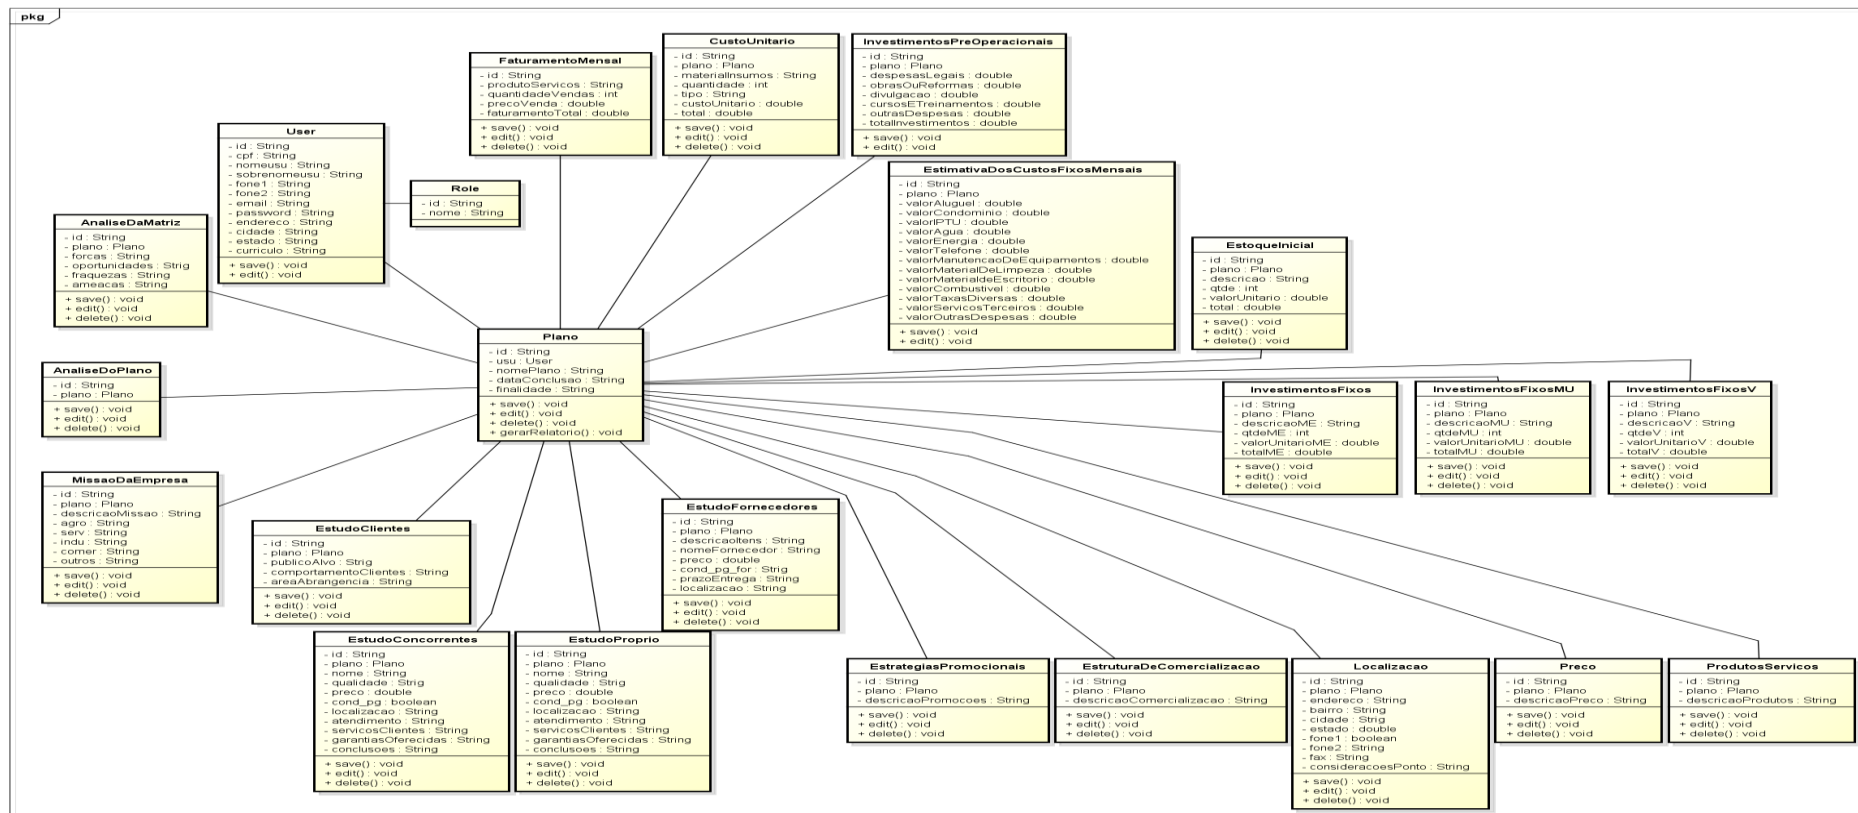 pkg
FaturamentoMensal
- id : String
- produtoServicos : String
- quantidadeVendas : int
- precoVenda : double
- faturamentoTotal : double
+ save() : void
+ edit() : void
+ delete() : void
CustoUnitario
- id : String
- plano : Plano
- materialInsumos : String
- quantidade : int
- tipo : String
- custoUnitario : double
- total : double
+ save() : void
+ edit() : void
+ delete() : void
InvestimentosPreOperacionais
- id : String
- plano : Plano
- despesasLegais : double
- obrasOuReformas : double
- divulgacao : double
- cursosETreinamentos : double
- outrasDespesas : double
- totalInvestimentos : double
+ save() : void
+ edit() : void
User
- id : String
- cpf : String
- nomeusu : String
- sobrenomeusu : String
- fone1 : String
- fone2 : String
- email : String
- password : String
- endereco : String
- cidade : String
- estado : String
- curriculo : String
+ save() : void
+ edit() : void
Role
- id : String
- nome : String
EstimativaDosCustosFixosMensais
- id : String
- plano : Plano
- valorAluguel : double
- valorCondominio : double
- valorIPTU : double
- valorAgua : double
- valorEnergia : double
- valorTelefone : double
- valorManutencaoDeEquipamentos : double
- valorMaterialDeLimpeza : double
- valorMaterialdeEscritorio : double
- valorCombustivel : double
- valorTaxasDiversas : double
- valorServicosTerceiros : double
- valorOutrasDespesas : double
+ save() : void
+ edit() : void
AnaliseDaMatriz
- id : String
- plano : Plano
- forcas : String
- oportunidades : Strig
- fraquezas : String
- ameacas : String
+ save() : void
+ edit() : void
+ delete() : void
EstoqueInicial
- id : String
- plano : Plano
- descricao : String
- qtde : int
- valorUnitario : double
- total : double
+ save() : void
+ edit() : void
+ delete() : void
Plano
- id : String
- usu : User
- nomePlano : String
- dataConclusao : String
- finalidade : String
+ save() : void
+ edit() : void
+ delete() : void
+ gerarRelatorio() : void
AnaliseDoPlano
- id : String
- plano : Plano
+ save() : void
+ edit() : void
+ delete() : void
InvestimentosFixos
- id : String
- plano : Plano
- descricaoME : String
- qtdeME : int
- valorUnitarioME : double
- totalME : double
+ save() : void
+ edit() : void
+ delete() : void
InvestimentosFixosMU
- id : String
- plano : Plano
- descricaoMU : String
- qtdeMU : int
- valorUnitarioMU : double
- totalMU : double
+ save() : void
+ edit() : void
+ delete() : void
InvestimentosFixosV
- id : String
- plano : Plano
- descricaoV : String
- qtdeV : int
- valorUnitarioV : double
- totalV : double
+ save() : void
+ edit() : void
+ delete() : void
MissaoDaEmpresa
- id : String
- plano : Plano
- descricaoMissao : String
- agro : String
- serv : String
- indu : String
- comer : String
- outros : String
+ save() : void
+ edit() : void
+ delete() : void
EstudoClientes
- id : String
- plano : Plano
- publicoAlvo : Strig
- comportamentoClientes : String
- areaAbrangencia : String
+ save() : void
+ edit() : void
+ delete() : void
EstudoFornecedores
- id : String
- plano : Plano
- descricaoItens : String
- nomeFornecedor : String
- preco : double
- cond_pg_for : Strig
- prazoEntrega : String
- localizacao : String
+ save() : void
+ edit() : void
+ delete() : void
EstudoConcorrentes
- id : String
- plano : Plano
- nome : String
- qualidade : Strig
- preco : double
- cond_pg : boolean
- localizacao : String
- atendimento : String
- servicosClientes : String
- garantiasOferecidas : String
- conclusoes : String
+ save() : void
+ edit() : void
+ delete() : void
EstudoProprio
- id : String
- plano : Plano
- nome : String
- qualidade : Strig
- preco : double
- cond_pg : boolean
- localizacao : String
- atendimento : String
- servicosClientes : String
- garantiasOferecidas : String
- conclusoes : String
+ save() : void
+ edit() : void
+ delete() : void
EstrategiasPromocionais
- id : String
- plano : Plano
- descricaoPromocoes : String
+ save() : void
+ edit() : void
+ delete() : void
EstruturaDeComercializacao
- id : String
- plano : Plano
- descricaoComercializacao : String
+ save() : void
+ edit() : void
+ delete() : void
Localizacao
- id : String
- plano : Plano
- endereco : String
- bairro : String
- cidade : Strig
- estado : double
- fone1 : boolean
- fone2 : String
- fax : String
- consideracoesPonto : String
+ save() : void
+ edit() : void
+ delete() : void
Preco
- id : String
- plano : Plano
- descricaoPreco : String
+ save() : void
+ edit() : void
+ delete() : void
ProdutosServicos
- id : String
- plano : Plano
- descricaoProdutos : String
+ save() : void
+ edit() : void
+ delete() : void